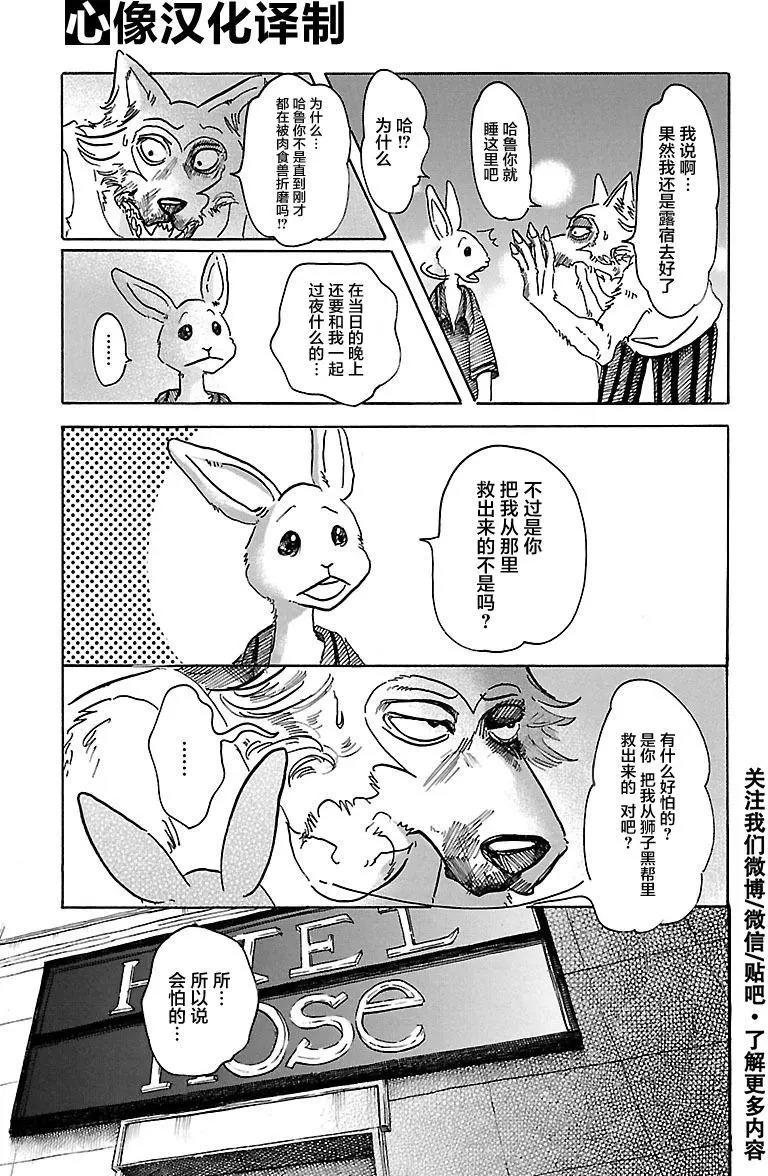 心像汉化译制
我说啊…
果然我还是露宿去好了
哈鲁你就
睡这里吧
哈!?
为什么
为什么…
哈鲁你不是直到刚才
都在被肉食兽折磨吗!?
在当日的晚上
还要和我一起
过夜什么的…
……
不过是你
把我从那里
救出来的不是吗?
有什么好怕的?
是你 把我从狮子黑帮里
救出来的 对吧?
……
所…
所以说
会怕的…
HOTEL
Rose
关注我们微博/微信/贴吧·了解更多内容